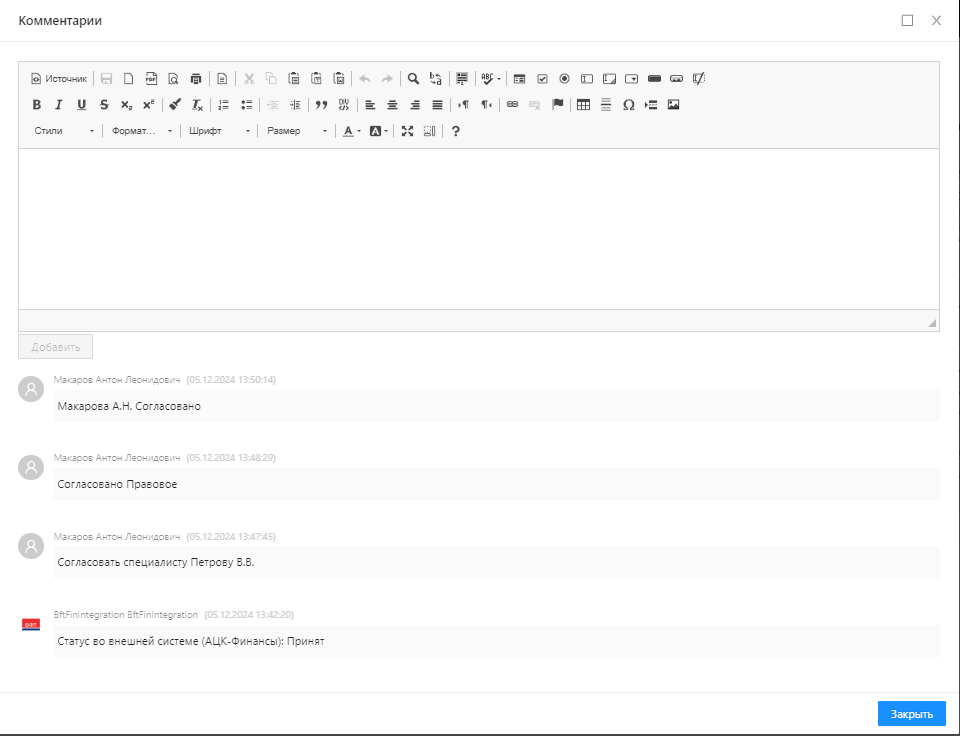 Комментарии
Источник
B I U S x₂ x² Iₓ
Стили Формат... Шрифт Размер A A ?
Добавить
Макаров Антон Леонидович (05.12.2024 13:50:14)
Макарова А.Н. Согласовано
Макаров Антон Леонидович (05.12.2024 13:48:29)
Согласовано Правовое
Макаров Антон Леонидович (05.12.2024 13:47:45)
Согласовать специалисту Петрову В.В.
BftFinIntegration BftFinIntegration (05.12.2024 13:42:20)
Статус во внешней системе (АЦК-Финансы): Принят
Закрыть